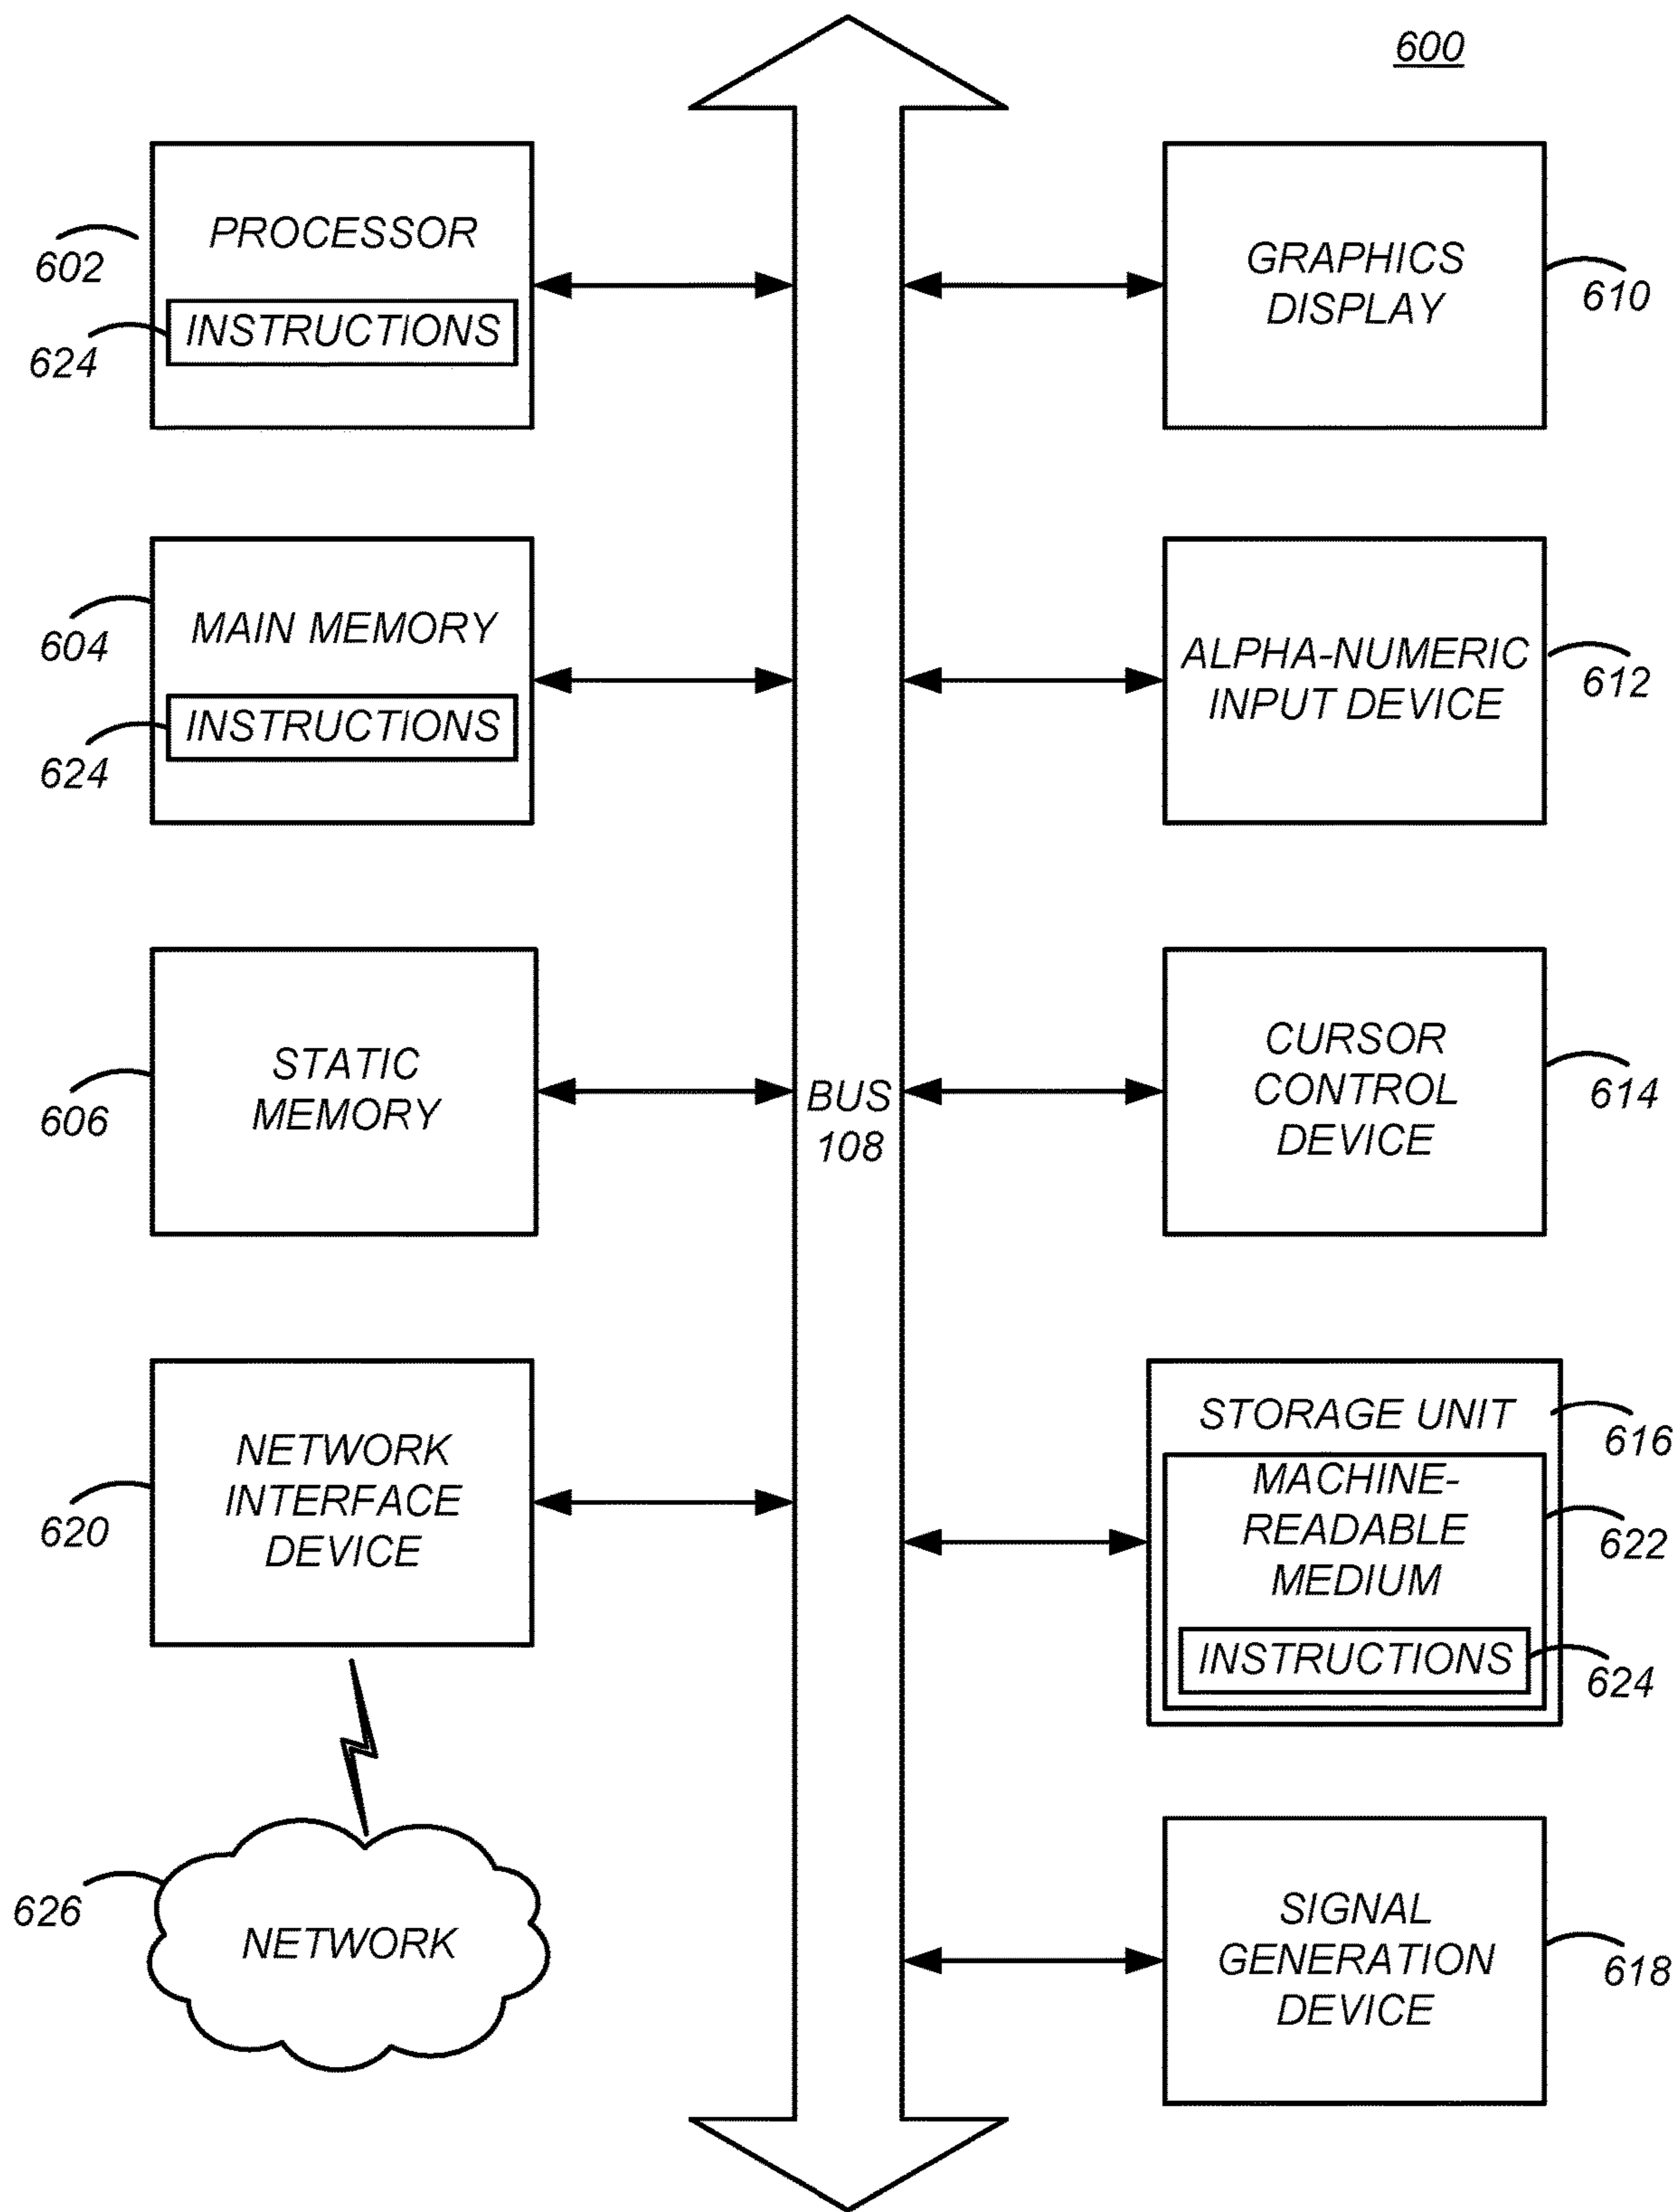 600
PROCESSOR
602
INSTRUCTIONS
624
MAIN MEMORY
604
INSTRUCTIONS
624
STATIC
MEMORY
606
NETWORK
INTERFACE
DEVICE
620
NETWORK
626
BUS
108
GRAPHICS
DISPLAY
610
ALPHA-NUMERIC
INPUT DEVICE
612
CURSOR
CONTROL
DEVICE
614
STORAGE UNIT
616
MACHINE-
READABLE
MEDIUM
622
INSTRUCTIONS
624
SIGNAL
GENERATION
DEVICE
618